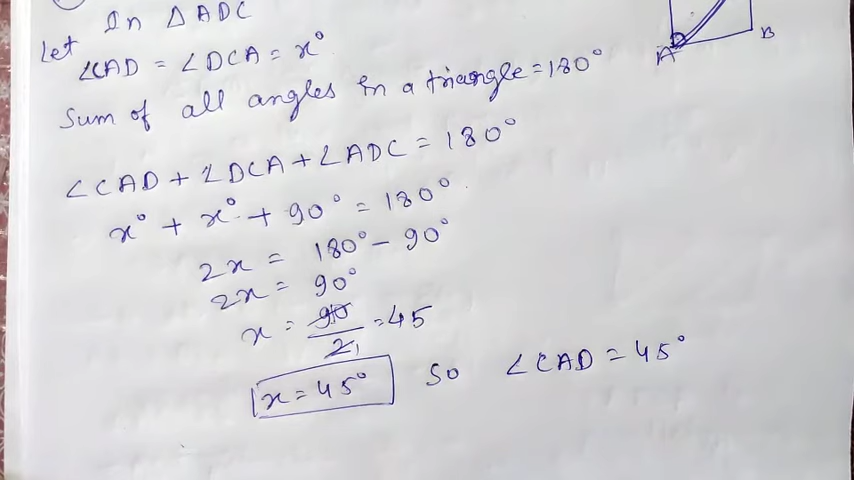 In △ADC
Let ∠CAD = ∠DCA = x°
Sum of all angles in a triangle = 180°
∠CAD + ∠DCA + ∠ADC = 180°
x° + x° + 90° = 180°
2x = 180° - 90°
2x = 90°
x = 90/2 = 45
x = 45° So ∠CAD = 45°
A
B